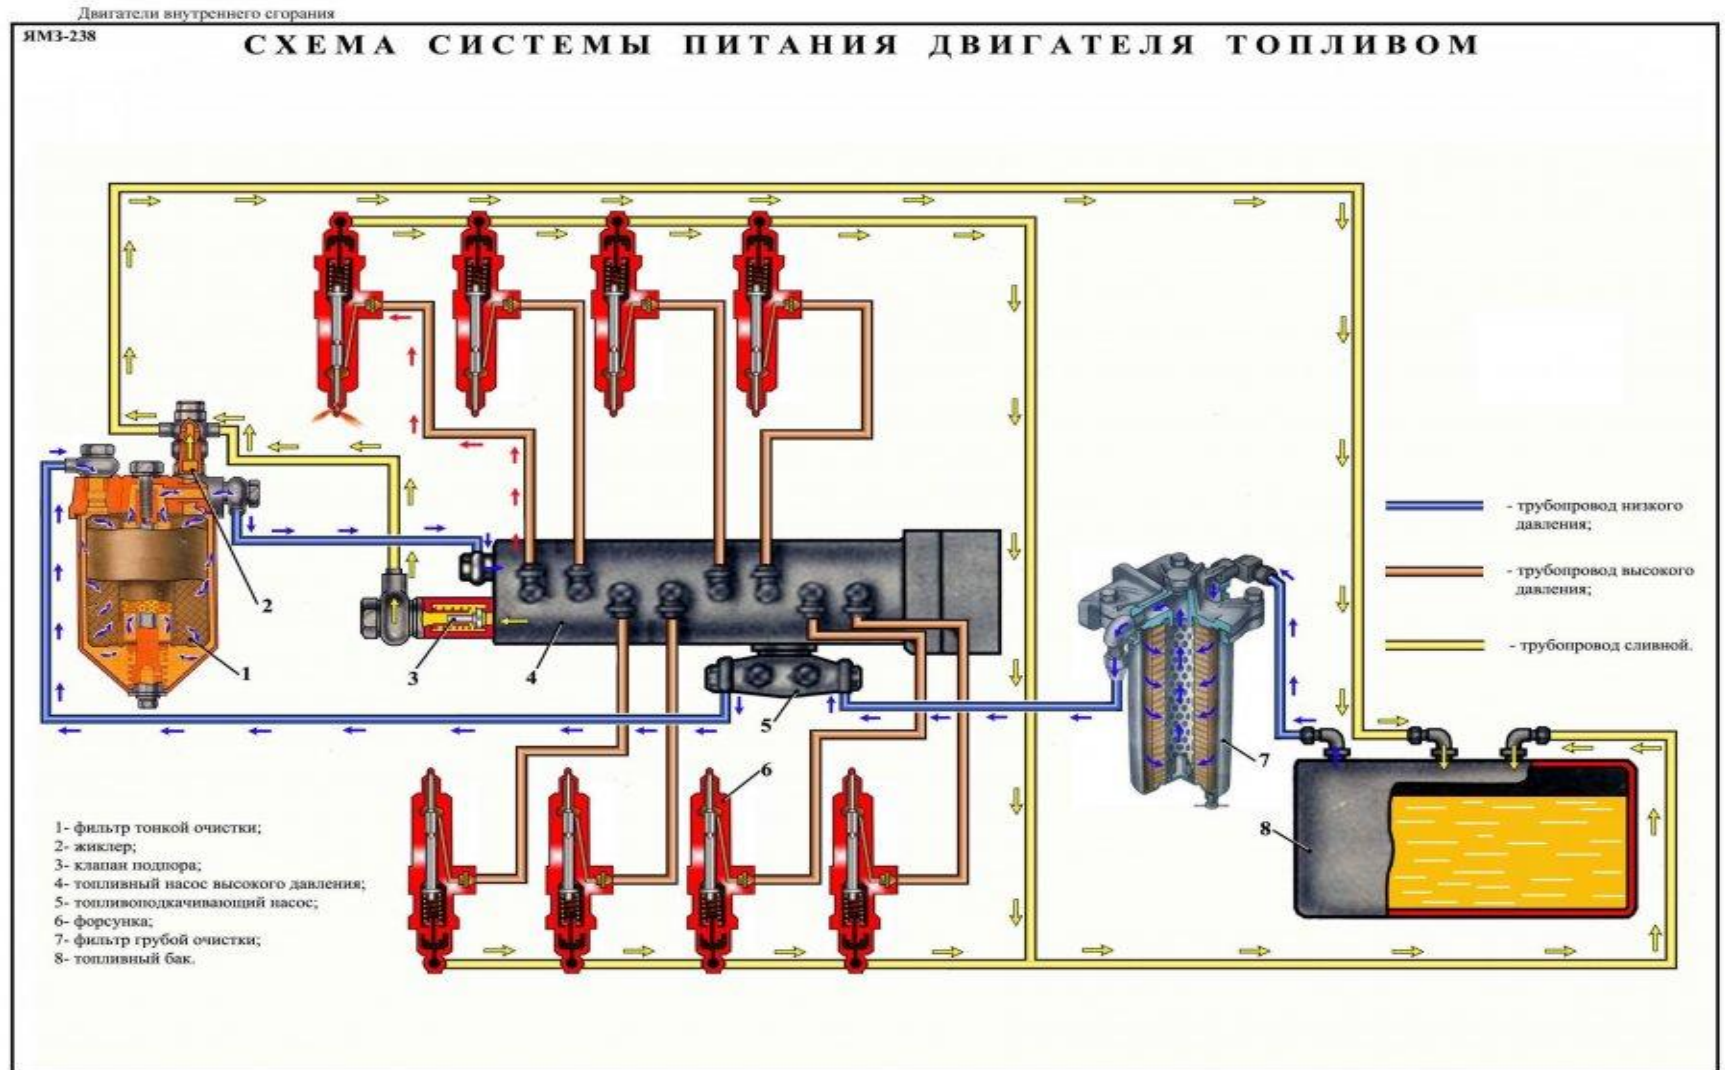 Двигатели внутреннего сгорания
ЯМЗ-238
СХЕМА СИСТЕМЫ ПИТАНИЯ ДВИГАТЕЛЯ ТОПЛИВОМ
2
1
3
4
5
6
7
8
- трубопровод низкого
давления;
- трубопровод высокого
давления;
- трубопровод сливной.
1- фильтр тонкой очистки;
2- жиклер;
3- клапан подпора;
4- топливный насос высокого давления;
5- топливоподкачивающий насос;
6- форсунка;
7- фильтр грубой очистки;
8- топливный бак.